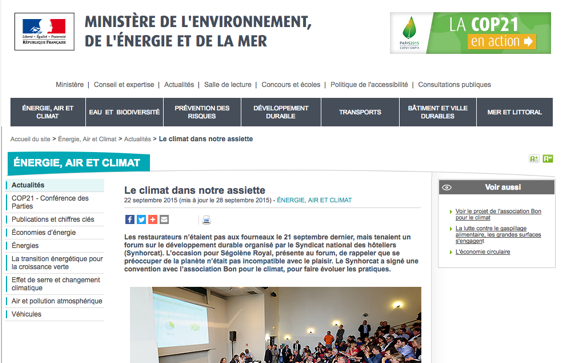 Liberté • Égalité • Fraternité
RÉPUBLIQUE FRANÇAISE
MINISTÈRE DE L'ENVIRONNEMENT,
DE L'ÉNERGIE ET DE LA MER
PARIS2015
LA COP21
en action
Ministère | Conseil et expertise | Actualités | Salle de lecture | Concours et écoles | Politique de l'accessibilité | Consultations publiques
ÉNERGIE, AIR ET
CLIMAT
EAU ET BIODIVERSITÉ
PRÉVENTION DES
RISQUES
DÉVELOPPEMENT
DURABLE
TRANSPORTS
BÂTIMENT ET VILLE
DURABLES
MER ET LITTORAL
Accueil du site > Énergie, Air et Climat > Actualités > Le climat dans notre assiette
ÉNERGIE, AIR ET CLIMAT
Actualités
COP21 - Conférence des
Parties
Publications et chiffres clés
Économies d'énergie
Énergies
La transition énergétique pour
la croissance verte
Effet de serre et changement
climatique
Air et pollution atmosphérique
Véhicules
Le climat dans notre assiette
22 septembre 2015 (mis à jour le 28 septembre 2015) - ÉNERGIE, AIR ET CLIMAT
Les restaurateurs n'étaient pas aux fourneaux le 21 septembre dernier, mais tenaient un
forum sur le développement durable organisé par le Syndicat national des hôteliers
(Synhorcat). L'occasion pour Ségolène Royal, présente au forum, de rappeler que se
préoccuper de la planète n'était pas incompatible avec le plaisir. Le Synhorcat a signé une
convention avec l'association Bon pour le climat, pour faire évoluer les pratiques.
Voir aussi
Voir le projet de l'association Bon
pour le climat
La lutte contre le gaspillage
alimentaire, les grandes surfaces
s'engagent
L'économie circulaire